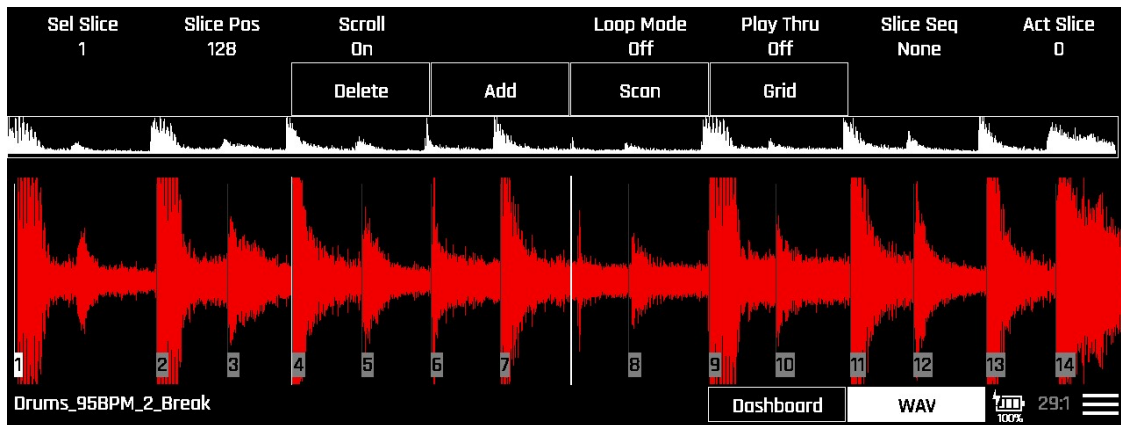 Sel Slice Slice Pos Scroll Loop Mode Play Thru Slice Seq Act Slice
1 128 On Off Off None 0
Delete Add Scan Grid
1 2 3 4 5 6 7 8 9 10 11 12 13 14
Drums_95BPM_2_Break Dashboard WAV 100% 29:1